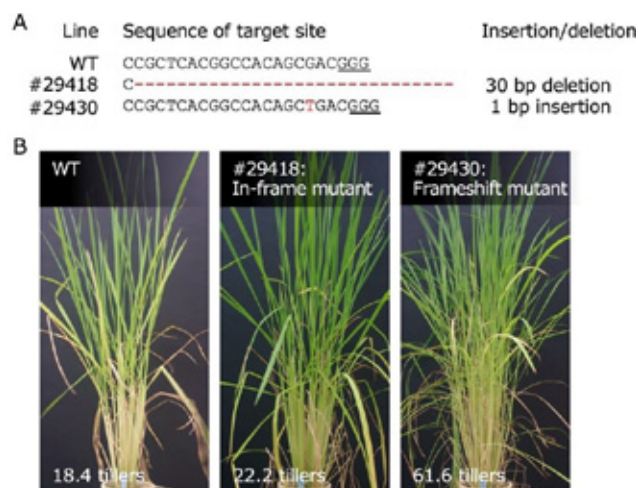 A
Line Sequence of target site Insertion/deletion
WT CCGCTCACGGCCACAGCGACGGG
#29418 C------------------------------ 30 bp deletion
#29430 CCGCTCACGGCCACAGCTGACGGG 1 bp insertion
B
WT
#29418:
In-frame mutant
#29430:
Frameshift mutant
18.4 tillers
22.2 tillers
61.6 tillers